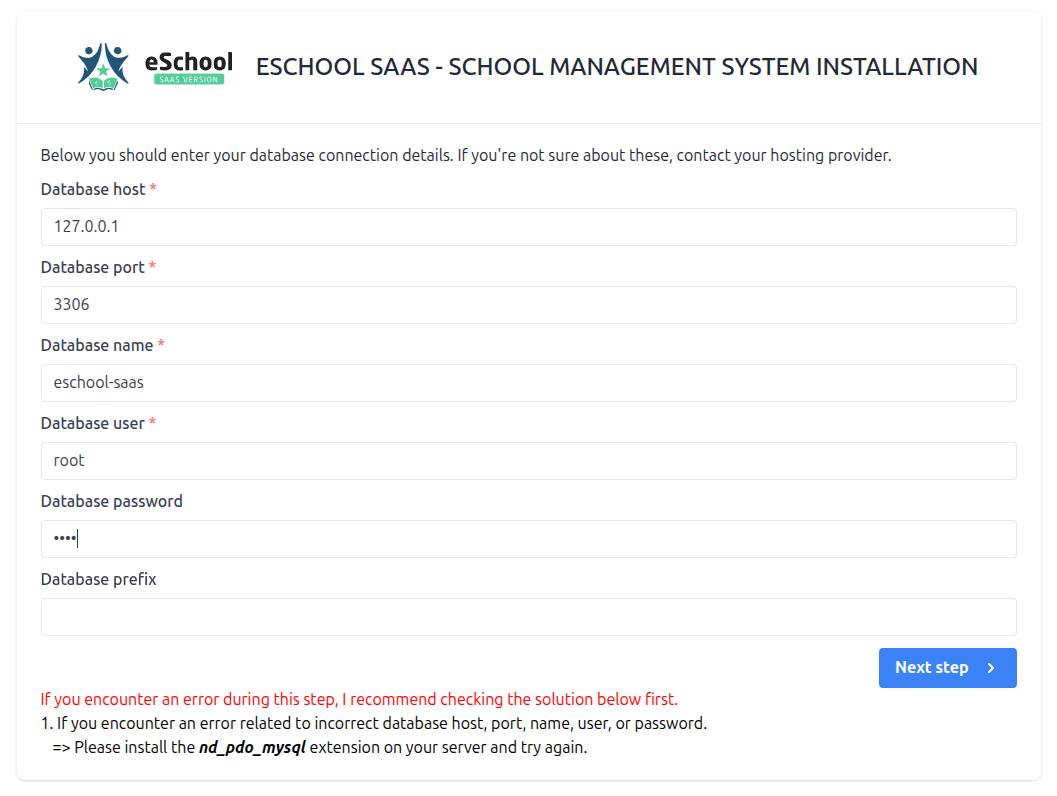 eSchool
SAAS VERSION
ESCHOOL SAAS - SCHOOL MANAGEMENT SYSTEM INSTALLATION
Below you should enter your database connection details. If you're not sure about these, contact your hosting provider.
Database host *
127.0.0.1
Database port *
3306
Database name *
eschool-saas
Database user *
root
Database password
••••
Database prefix
Next step
If you encounter an error during this step, I recommend checking the solution below first.
1. If you encounter an error related to incorrect database host, port, name, user, or password.
=> Please install the nd_pdo_mysql extension on your server and try again.